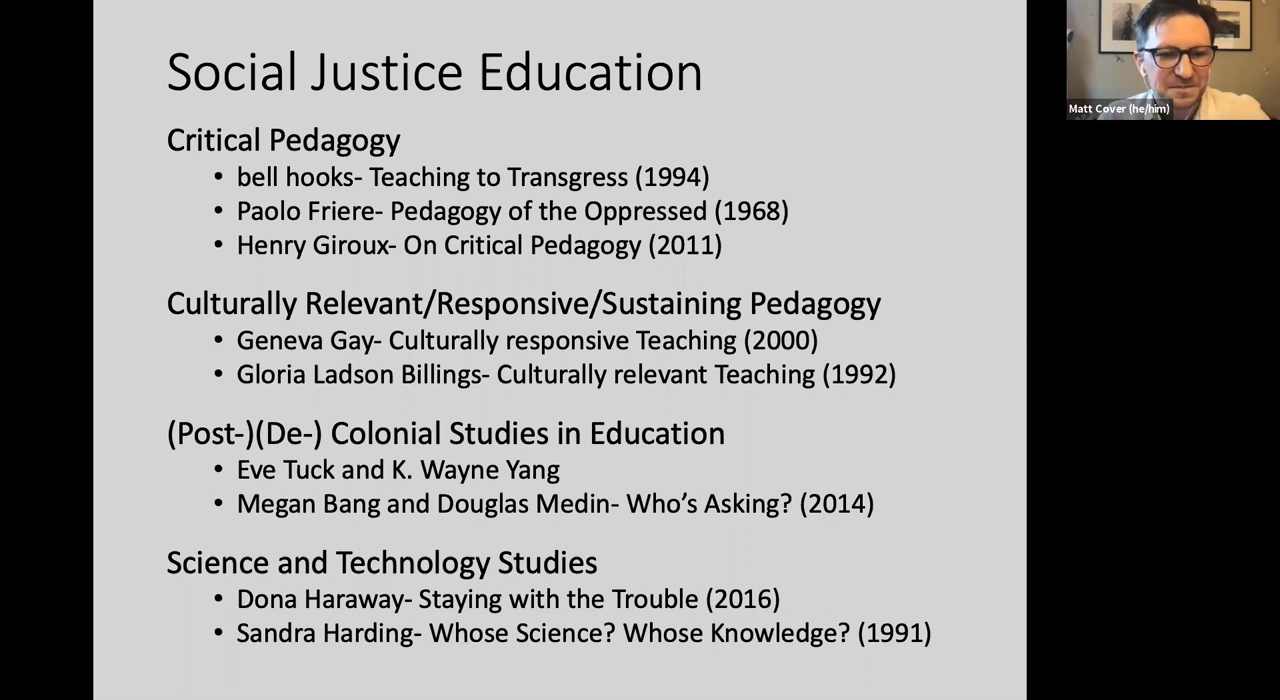 Social Justice Education
Critical Pedagogy
• bell hooks- Teaching to Transgress (1994)
• Paolo Friere- Pedagogy of the Oppressed (1968)
• Henry Giroux- On Critical Pedagogy (2011)
Culturally Relevant/Responsive/Sustaining Pedagogy
• Geneva Gay- Culturally responsive Teaching (2000)
• Gloria Ladson Billings- Culturally relevant Teaching (1992)
(Post-)(De-) Colonial Studies in Education
• Eve Tuck and K. Wayne Yang
• Megan Bang and Douglas Medin- Who’s Asking? (2014)
Science and Technology Studies
• Dona Haraway- Staying with the Trouble (2016)
• Sandra Harding- Whose Science? Whose Knowledge? (1991)
Matt Cover (he/him)